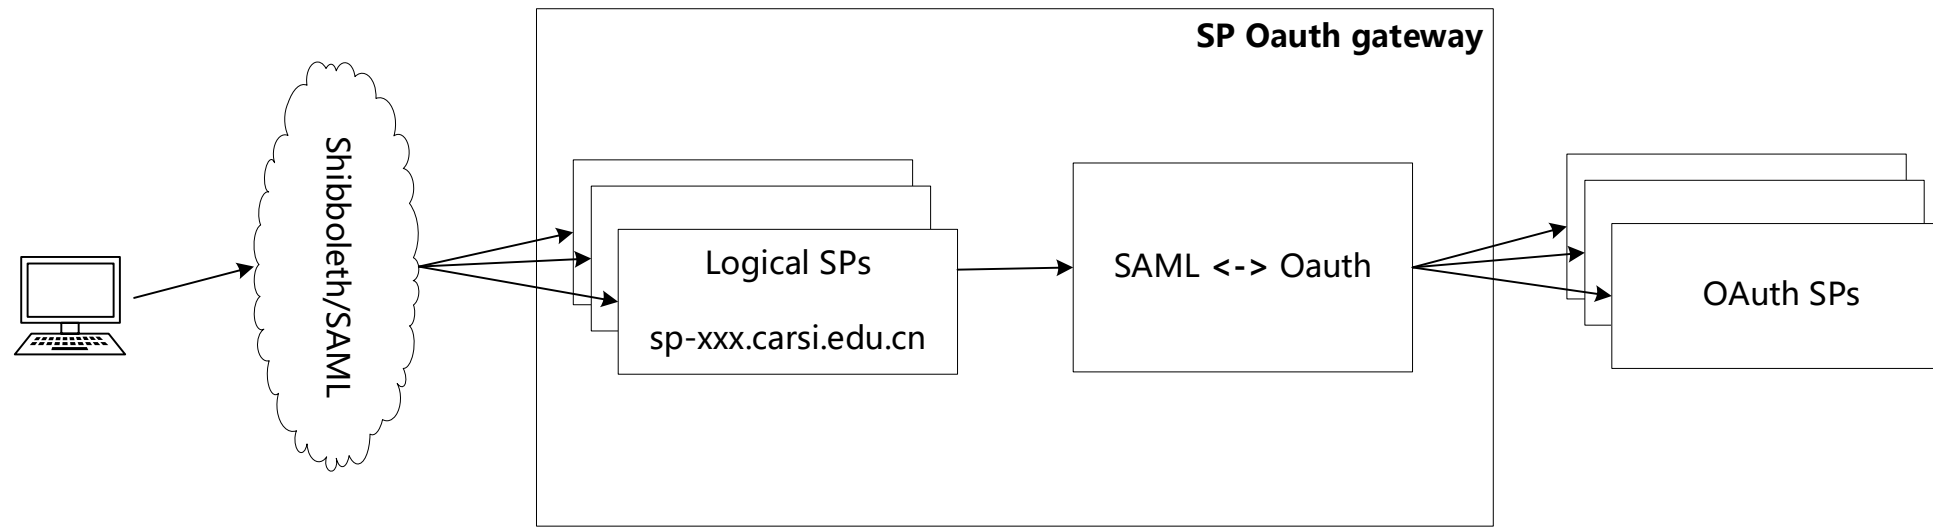 SP Oauth gateway
Shibboleth/SAML
Logical SPs
sp-xxx.carsi.edu.cn
SAML <-> Oauth
OAuth SPs